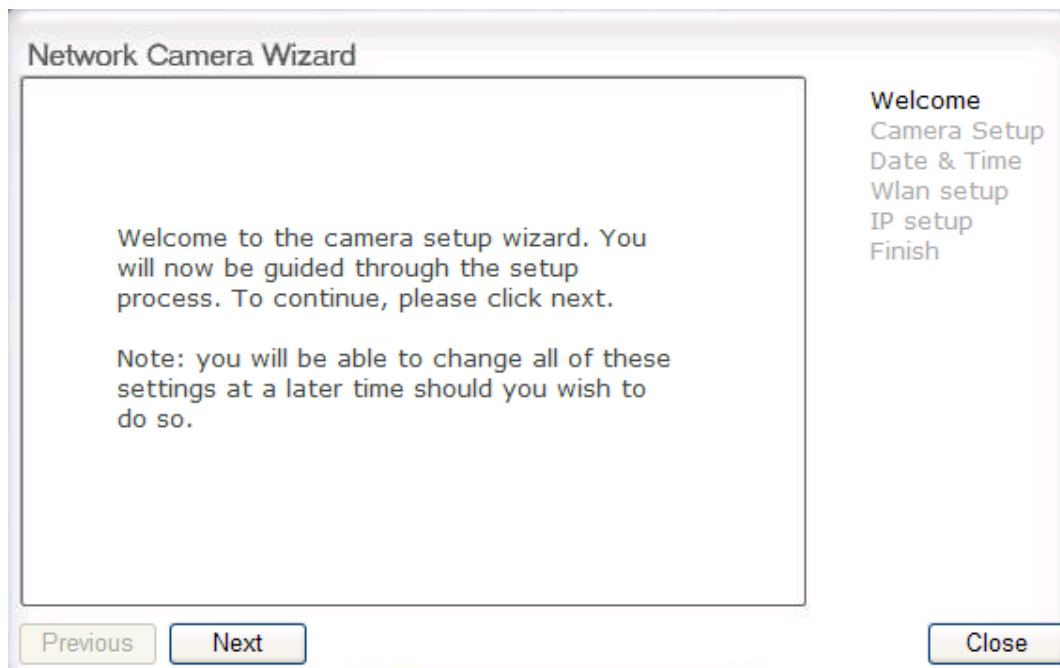 Network Camera Wizard
Welcome to the camera setup wizard. You
will now be guided through the setup
process. To continue, please click next.
Note: you will be able to change all of these
settings at a later time should you wish to
do so.
Welcome
Camera Setup
Date & Time
Wlan setup
IP setup
Finish
Previous
Next
Close